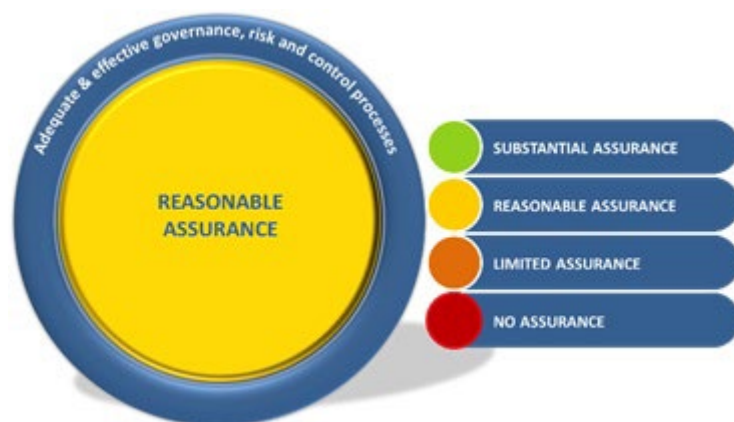 Adequate & effective governance, risk and control processes
REASONABLE
ASSURANCE
SUBSTANTIAL ASSURANCE
REASONABLE ASSURANCE
LIMITED ASSURANCE
NO ASSURANCE